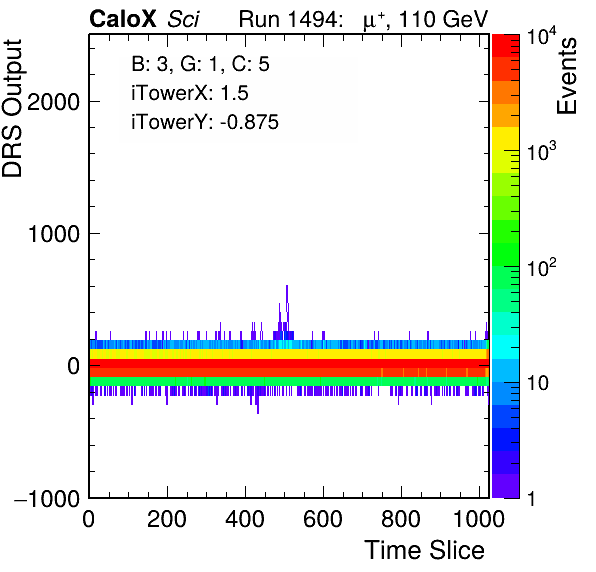 CaloX Sci Run 1494: μ⁺, 110 GeV
B: 3, G: 1, C: 5
iTowerX: 1.5
iTowerY: -0.875
DRS Output
2000
1000
0
−1000
0 200 400 600 800 1000
Time Slice
Events
10⁴
10³
10²
10
1